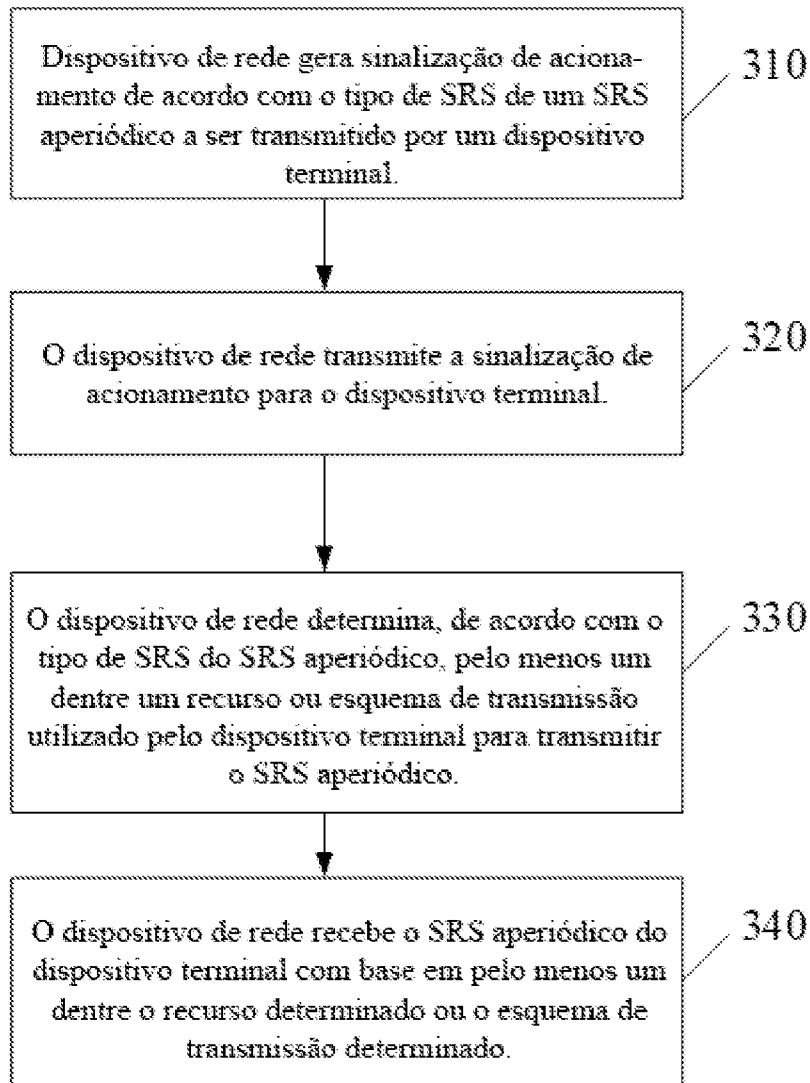 Dispositivo de rede gera sinalização de aciona-
mento de acordo com o tipo de SRS de um SRS
aperiódico a ser transmitido por um dispositivo
terminal.
310
O dispositivo de rede transmite a sinalização de
acionamento para o dispositivo terminal.
320
O dispositivo de rede determina, de acordo com o
tipo de SRS do SRS aperiódico, pelo menos um
dentre um recurso ou esquema de transmissão
utilizado pelo dispositivo terminal para transmitir
o SRS aperiódico.
330
O dispositivo de rede recebe o SRS aperiódico do
dispositivo terminal com base em pelo menos um
dentre o recurso determinado ou o esquema de
transmissão determinado.
340